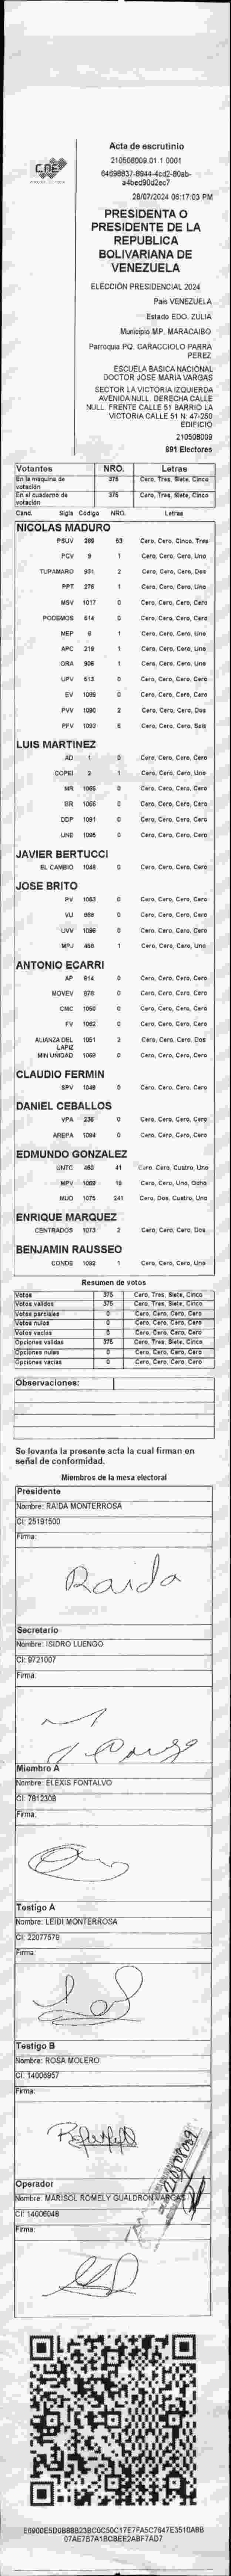 CNE
Acta de escrutinio
210508009.01.1 0001
28/07/2024 06:17:03 PM
PRESIDENTA O
PRESIDENTE DE LA
REPUBLICA
BOLIVARIANA DE
VENEZUELA
ELECCIÓN PRESIDENCIAL 2024
País VENEZUELA
Estado EDO. ZULIA
Municipio MP. MARACAIBO
Parroquia PQ. CARACCIOLO PARRA
PEREZ
ESCUELA BASICA NACIONAL
DOCTOR JOSE MARIA VARGAS
SECTOR LA VICTORIA IZQUIERDA
AVENIDA NULL. DERECHA CALLE
NULL. FRENTE CALLE 51 BARRIO LA
VICTORIA CALLE 51 N: 47-250
EDIFICIO
210508009
891 Electores
Votantes NRO. Letras
En la máquina de votación 375 Cero, Tres, Siete, Cinco
En el cuaderno de votación 375 Cero, Tres, Siete, Cinco
Cand. Sigla Código NRO. Letras
NICOLAS MADURO
PSUV 269 53 Cero, Cero, Cinco, Tres
PCV 9 1 Cero, Cero, Cero, Uno
TUPAMARO 931 2 Cero, Cero, Cero, Dos
PPT 276 1 Cero, Cero, Cero, Uno
MSV 1017 0 Cero, Cero, Cero, Cero
PODEMOS 514 0 Cero, Cero, Cero, Cero
MEP 6 1 Cero, Cero, Cero, Uno
APC 219 1 Cero, Cero, Cero, Uno
ORA 906 1 Cero, Cero, Cero, Uno
UPV 613 0 Cero, Cero, Cero, Cero
EV 1089 0 Cero, Cero, Cero, Cero
PVV 1090 2 Cero, Cero, Cero, Dos
PFV 1093 6 Cero, Cero, Cero, Seis
LUIS MARTINEZ
AD 1 0 Cero, Cero, Cero, Cero
COPEI 2 1 Cero, Cero, Cero, Uno
MR 1065 0 Cero, Cero, Cero, Cero
BR 1066 0 Cero, Cero, Cero, Cero
DDP 1091 0 Cero, Cero, Cero, Cero
UNE 1095 0 Cero, Cero, Cero, Cero
JAVIER BERTUCCI
EL CAMBIO 1048 0 Cero, Cero, Cero, Cero
JOSE BRITO
PV 1063 0 Cero, Cero, Cero, Cero
VU 968 0 Cero, Cero, Cero, Cero
UVV 1096 0 Cero, Cero, Cero, Cero
MPJ 458 1 Cero, Cero, Cero, Uno
ANTONIO ECARRI
AP 914 0 Cero, Cero, Cero, Cero
MOVEV 978 0 Cero, Cero, Cero, Cero
CMC 1050 0 Cero, Cero, Cero, Cero
FV 1062 0 Cero, Cero, Cero, Cero
ALIANZA DEL LAPIZ 1051 2 Cero, Cero, Cero, Dos
MIN UNIDAD 1069 0 Cero, Cero, Cero, Cero
CLAUDIO FERMIN
SPV 1049 0 Cero, Cero, Cero, Cero
DANIEL CEBALLOS
VPA 236 0 Cero, Cero, Cero, Cero
AREPA 1094 0 Cero, Cero, Cero, Cero
EDMUNDO GONZALEZ
UNTC 460 41 Cero, Cero, Cuatro, Uno
MPV 1069 18 Cero, Cero, Uno, Ocho
MUD 1075 241 Cero, Dos, Cuatro, Uno
ENRIQUE MARQUEZ
CENTRADOS 1073 2 Cero, Cero, Cero, Dos
BENJAMIN RAUSSEO
CONDE 1092 1 Cero, Cero, Cero, Uno
Resumen de votos
Votos 375 Cero, Tres, Siete, Cinco
Votos válidos 375 Cero, Tres, Siete, Cinco
Votos parciales 0 Cero, Cero, Cero, Cero
Votos nulos 0 Cero, Cero, Cero, Cero
Votos vacíos 0 Cero, Cero, Cero, Cero
Opciones válidas 375 Cero, Tres, Siete, Cinco
Opciones nulas 0 Cero, Cero, Cero, Cero
Opciones vacías 0 Cero, Cero, Cero, Cero
Observaciones:
Se levanta la presente acta la cual firman en
señal de conformidad.
Miembros de la mesa electoral
Presidente
Nombre: RAIDA MONTERROSA
CI: 25191500
Firma:
Raida
Secretario
Nombre: ISIDRO LUENGO
CI: 9721007
Firma:
Miembro A
Nombre: ELEXIS FONTALVO
CI: 7812308
Firma:
Testigo A
Nombre: LEIDI MONTERROSA
CI: 22077579
Firma:
Testigo B
Nombre: ROSA MOLERO
CI: 14006957
Firma:
210508009
Operador
Nombre: MARISOL ROMELY GUALDRON VARGAS
CI: 14006048
Firma: